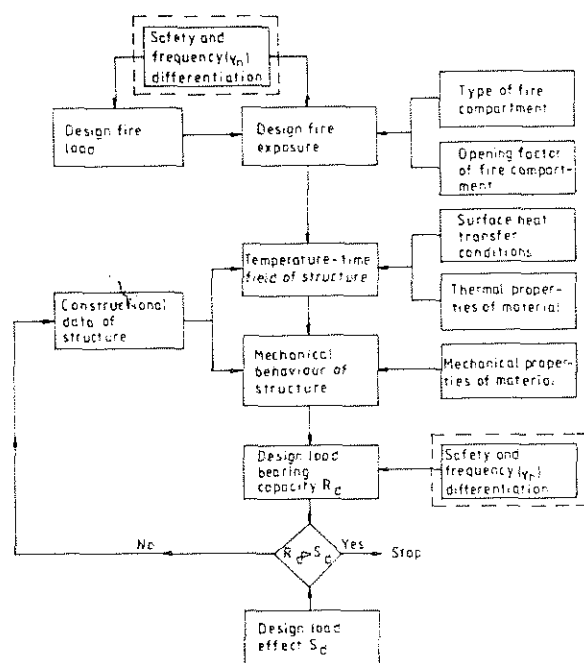 Safety and
frequency(γn)
differentiation
Design fire
load
Design fire
exposure
Type of fire
compartment
Opening factor
of fire compart-
ment
Surface heat
transfer
conditions
Temperature-time
field of structure
Thermal properties
of material
Constructional
data of
structure
Mechanical
behaviour of
structure
Mechanical proper-
ties of material
Design load
bearing
capacity Rd
Safety and
frequency(γn)
differentiation
No
Rd > Sd
Yes
Stop
Design load
effect Sd